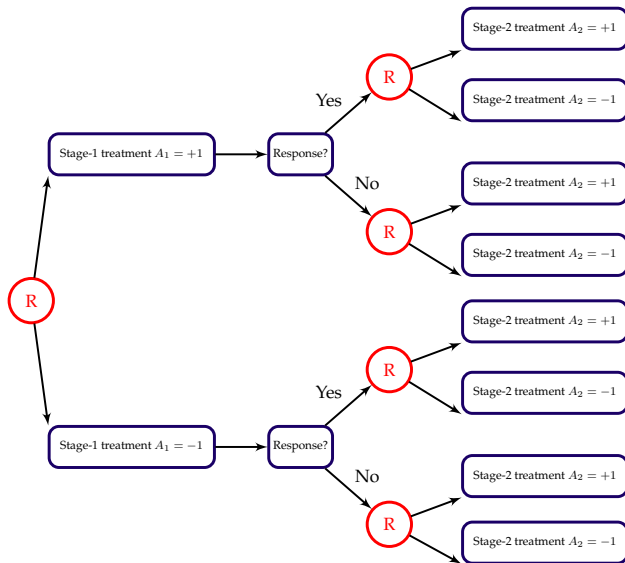 Stage-2 treatment A₂ = +1
R
Stage-2 treatment A₂ = −1
Yes
Stage-1 treatment A₁ = +1
Response?
No
Stage-2 treatment A₂ = +1
R
Stage-2 treatment A₂ = −1
R
Stage-2 treatment A₂ = +1
R
Stage-2 treatment A₂ = −1
Yes
Stage-1 treatment A₁ = −1
Response?
No
Stage-2 treatment A₂ = +1
R
Stage-2 treatment A₂ = −1